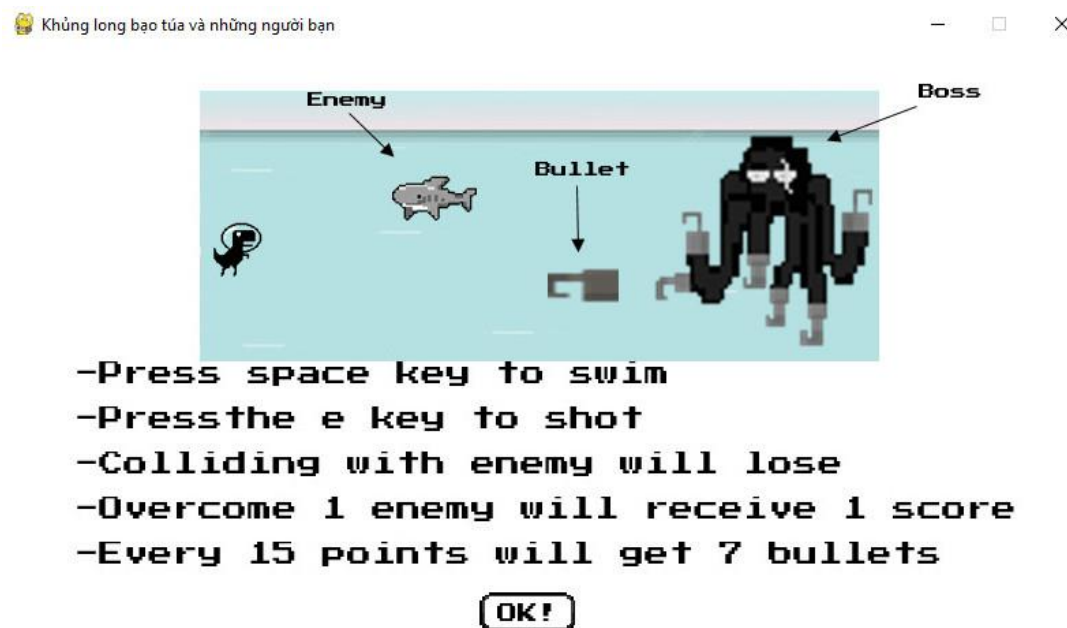 Khủng long bạo túa và những người bạn
Enemy
Boss
Bullet
-Press space key to swim
-Pressthe e key to shot
-Colliding with enemy will lose
-Overcome 1 enemy will receive 1 score
-Every 15 points will get 7 bullets
OK!